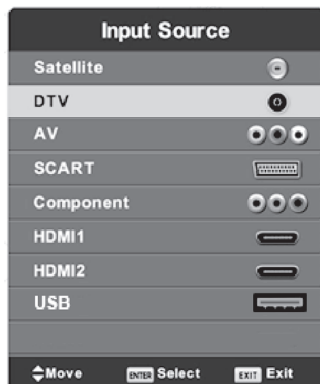 Input Source
Satellite
DTV
AV
SCART
Component
HDMI1
HDMI2
USB
Move ENTER Select EXIT Exit